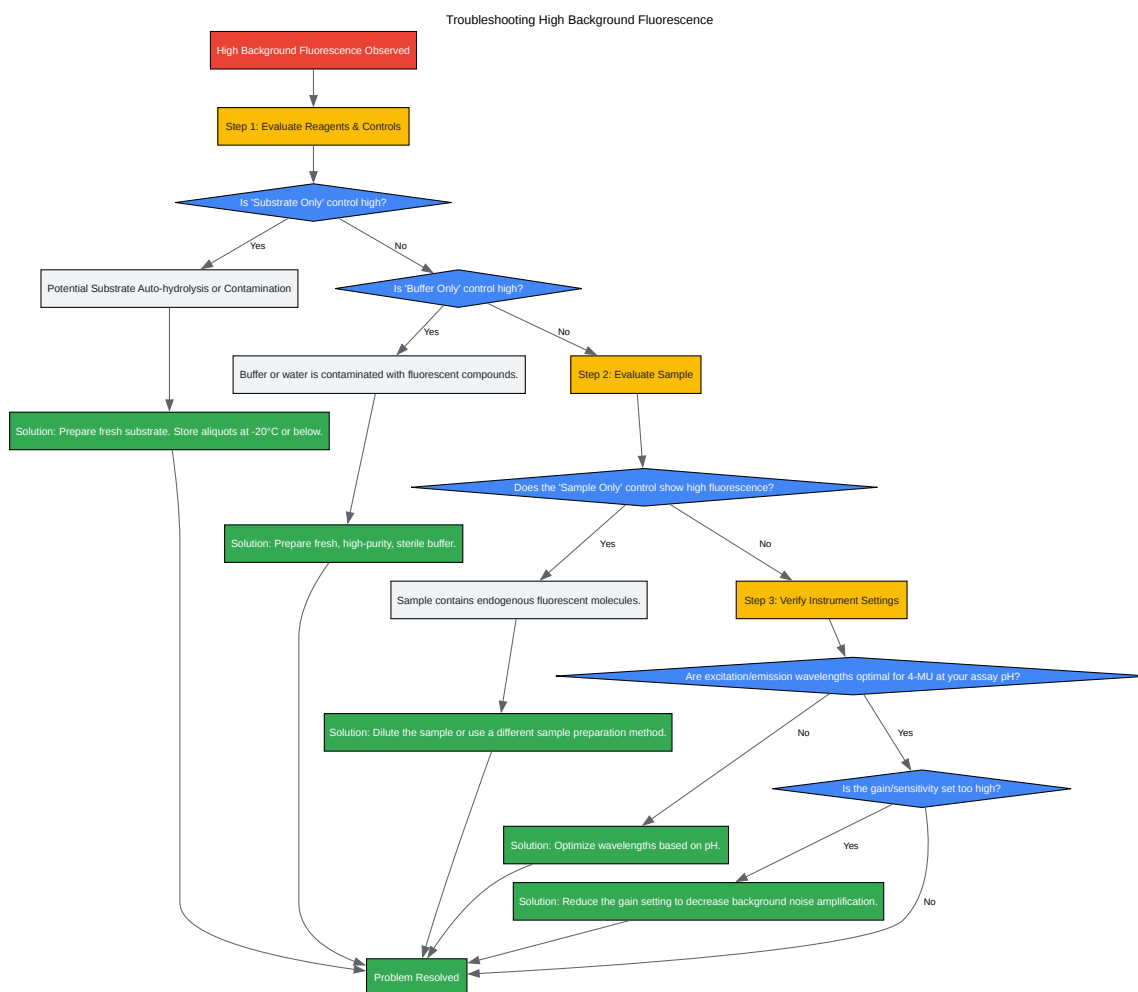 Troubleshooting High Background Fluorescence
High Background Fluorescence Observed
Step 1: Evaluate Reagents & Controls
Is 'Substrate Only' control high?
Yes
No
Potential Substrate Auto-hydrolysis or Contamination
Is 'Buffer Only' control high?
Yes
No
Buffer or water is contaminated with fluorescent compounds.
Step 2: Evaluate Sample
Solution: Prepare fresh substrate. Store aliquots at -20°C or below.
Does the 'Sample Only' control show high fluorescence?
Solution: Prepare fresh, high-purity, sterile buffer.
Yes
No
Sample contains endogenous fluorescent molecules.
Step 3: Verify Instrument Settings
Are excitation/emission wavelengths optimal for 4-MU at your assay pH?
Solution: Dilute the sample or use a different sample preparation method.
No
Yes
Is the gain/sensitivity set too high?
Solution: Optimize wavelengths based on pH.
Yes
Solution: Reduce the gain setting to decrease background noise amplification.
No
Problem Resolved